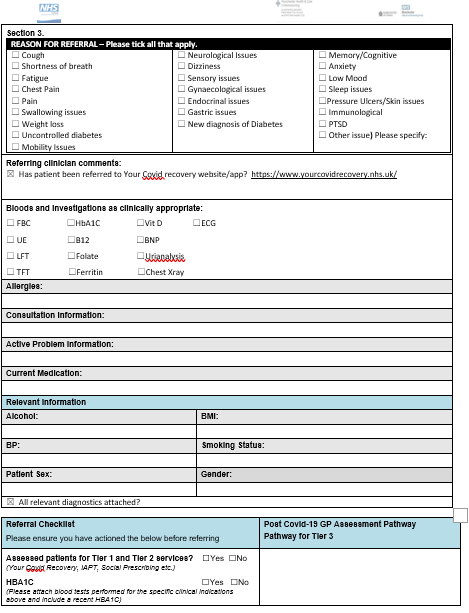 NHS
Section 3.
REASON FOR REFERRAL – Please tick all that apply.
☐ Cough ☐ Neurological Issues ☐ Memory/Cognitive
☐ Shortness of breath ☐ Dizziness ☐ Anxiety
☐ Fatigue ☐ Sensory issues ☐ Low Mood
☐ Chest Pain ☐ Gynaecological issues ☐ Sleep issues
☐ Pain ☐ Endocrinal issues ☐Pressure Ulcers/Skin issues
☐ Swallowing issues ☐ Gastric issues ☐ Immunological
☐ Weight loss ☐ New diagnosis of Diabetes ☐ PTSD
☐ Uncontrolled diabetes ☐ Other issue) Please specify:
☐ Mobility Issues
Referring clinician comments:
☒ Has patient been referred to Your Covid recovery website/app? https://www.yourcovidrecovery.nhs.uk/
Bloods and Investigations as clinically appropriate:
☐ FBC ☐HbA1C ☐Vit D ☐ECG
☐ UE ☐B12 ☐BNP
☐ LFT ☐Folate ☐Urianalysis
☐ TFT ☐Ferritin ☐Chest Xray
Allergies:
Consultation Information:
Active Problem Information:
Current Medication:
Relevant Information
Alcohol: BMI:
BP: Smoking Status:
Patient Sex: Gender:
☒ All relevant diagnostics attached?
Referral Checklist Post Covid-19 GP Assessment Pathway
Please ensure you have actioned the below before referring Pathway for Tier 3
Assessed patients for Tier 1 and Tier 2 services? ☐Yes ☐No
(Your Covid Recovery, IAPT, Social Prescribing etc.)
HBA1C ☐Yes ☐No
(Please attach blood tests performed for the specific clinical indications
above and include a recent HBA1C)